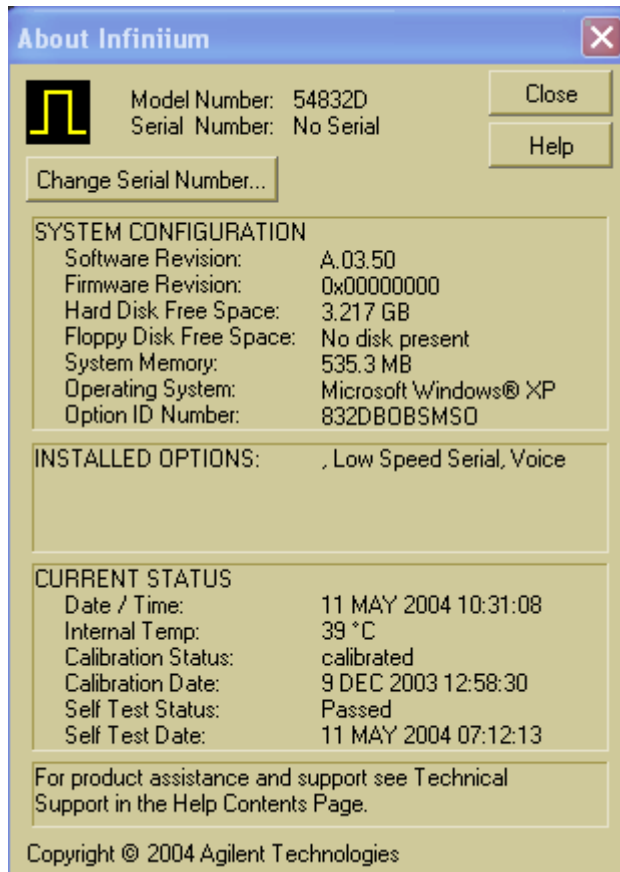 About Infiniium
Model Number: 54832D
Serial Number: No Serial
Close
Help
Change Serial Number...
SYSTEM CONFIGURATION
Software Revision: A.03.50
Firmware Revision: 0x00000000
Hard Disk Free Space: 3.217 GB
Floppy Disk Free Space: No disk present
System Memory: 535.3 MB
Operating System: Microsoft Windows® XP
Option ID Number: 832DBOBSMSO
INSTALLED OPTIONS: , Low Speed Serial, Voice
CURRENT STATUS
Date / Time: 11 MAY 2004 10:31:08
Internal Temp: 39 °C
Calibration Status: calibrated
Calibration Date: 9 DEC 2003 12:58:30
Self Test Status: Passed
Self Test Date: 11 MAY 2004 07:12:13
For product assistance and support see Technical
Support in the Help Contents Page.
Copyright © 2004 Agilent Technologies